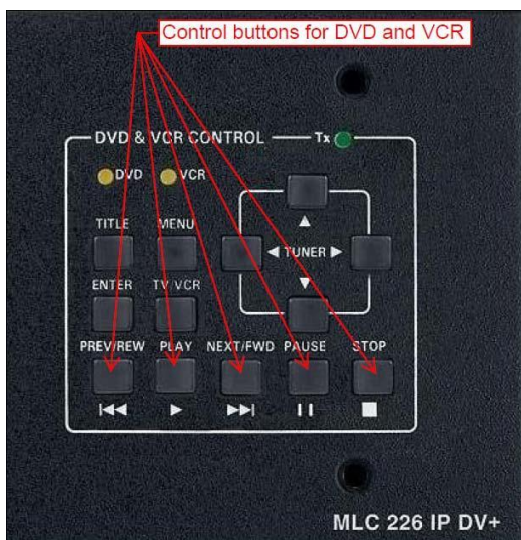 Control buttons for DVD and VCR
DVD & VCR CONTROL Tx
DVD VCR
TITLE MENU
◀ TUNER ▶
ENTER TV/VCR
PREV/REW PLAY NEXT/FWD PAUSE STOP
MLC 226 IP DV+